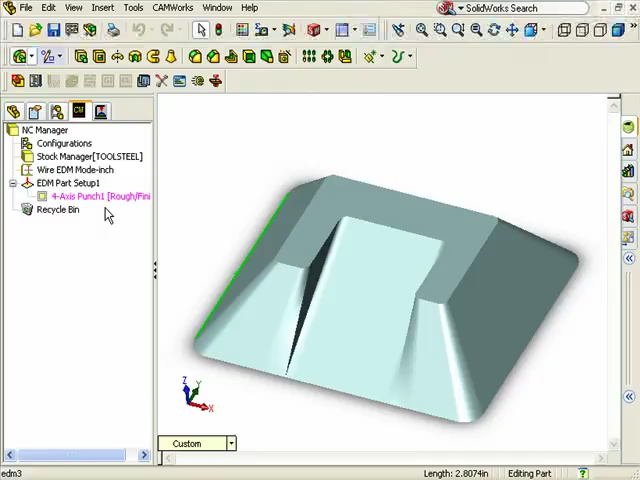 File Edit View Insert Tools CAMWorks Window Help
SolidWorks Search
NC Manager
Configurations
Stock Manager[TOOLSTEEL]
Wire EDM Mode-inch
EDM Part Setup1
4-Axis Punch1 [Rough/Fini
Recycle Bin
Z
Y
X
Custom
edm3
Length: 2.8074in
Editing Part